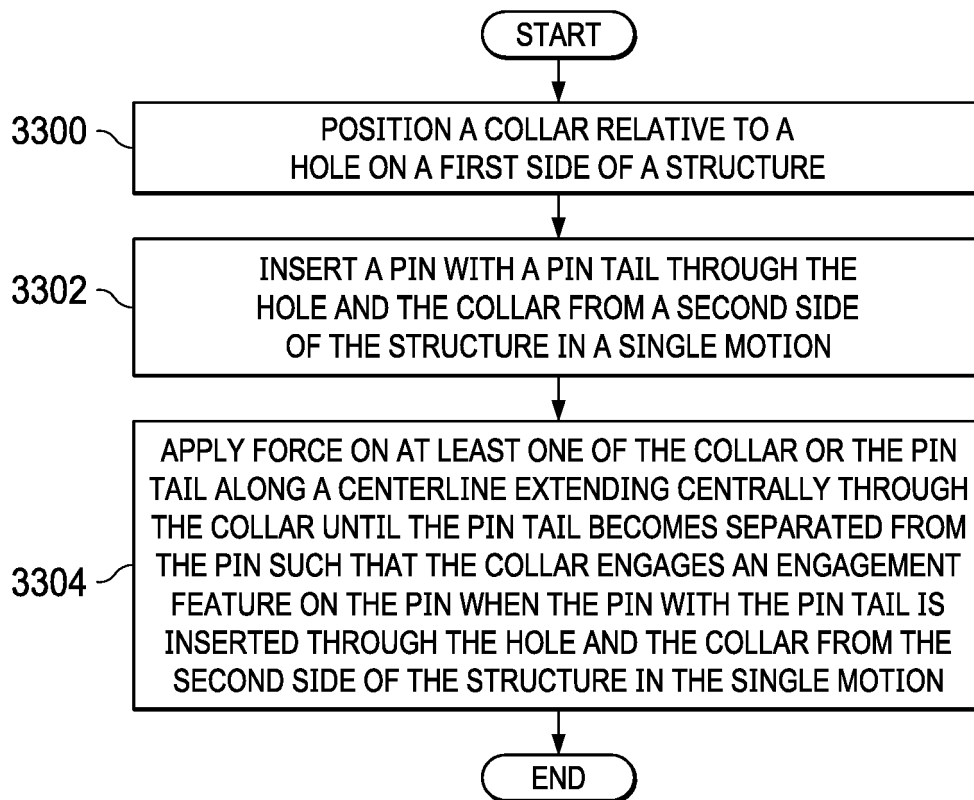 START
3300
POSITION A COLLAR RELATIVE TO A
HOLE ON A FIRST SIDE OF A STRUCTURE
3302
INSERT A PIN WITH A PIN TAIL THROUGH THE
HOLE AND THE COLLAR FROM A SECOND SIDE
OF THE STRUCTURE IN A SINGLE MOTION
3304
APPLY FORCE ON AT LEAST ONE OF THE COLLAR OR THE PIN
TAIL ALONG A CENTERLINE EXTENDING CENTRALLY THROUGH
THE COLLAR UNTIL THE PIN TAIL BECOMES SEPARATED FROM
THE PIN SUCH THAT THE COLLAR ENGAGES AN ENGAGEMENT
FEATURE ON THE PIN WHEN THE PIN WITH THE PIN TAIL IS
INSERTED THROUGH THE HOLE AND THE COLLAR FROM THE
SECOND SIDE OF THE STRUCTURE IN THE SINGLE MOTION
END